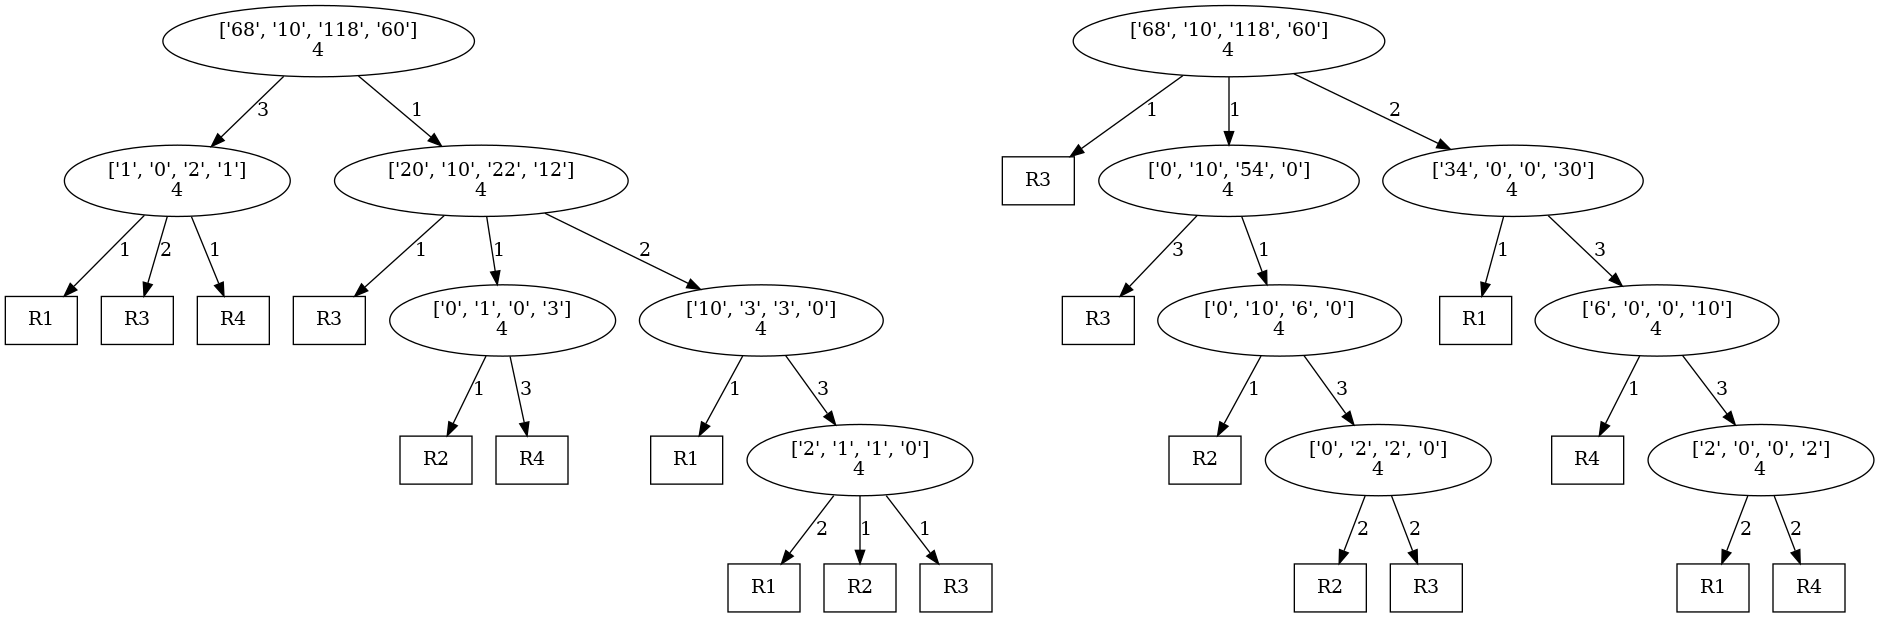 ['68', '10', '118', '60']
4
['68', '10', '118', '60']
4
3
1
1
1
2
['1', '0', '2', '1']
4
['20', '10', '22', '12']
4
R3
['0', '10', '54', '0']
4
['34', '0', '0', '30']
4
1
2
1
1
1
2
3
1
1
3
R1
R3
R4
R3
['0', '1', '0', '3']
4
['10', '3', '3', '0']
4
R3
['0', '10', '6', '0']
4
R1
['6', '0', '0', '10']
4
1
3
1
3
1
3
1
3
R2
R4
R1
['2', '1', '1', '0']
4
R2
['0', '2', '2', '0']
4
R4
['2', '0', '0', '2']
4
2
1
1
2
2
2
2
R1
R2
R3
R2
R3
R1
R4